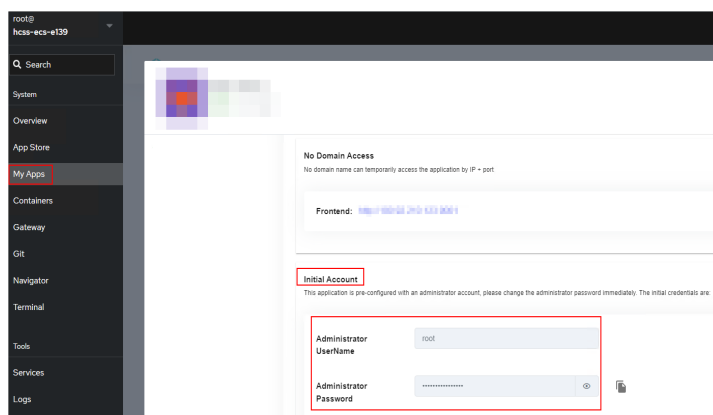 root@
hcss-ecs-e139
Search
System
Overview
App Store
My Apps
Containers
Gateway
Git
Navigator
Terminal
Tools
Services
Logs
No Domain Access
No domain name can temporarily access the application by IP + port
Frontend:
Initial Account
This application is pre-configured with an administrator account, please change the administrator password immediately. The initial credentials are:
Administrator
UserName
root
Administrator
Password